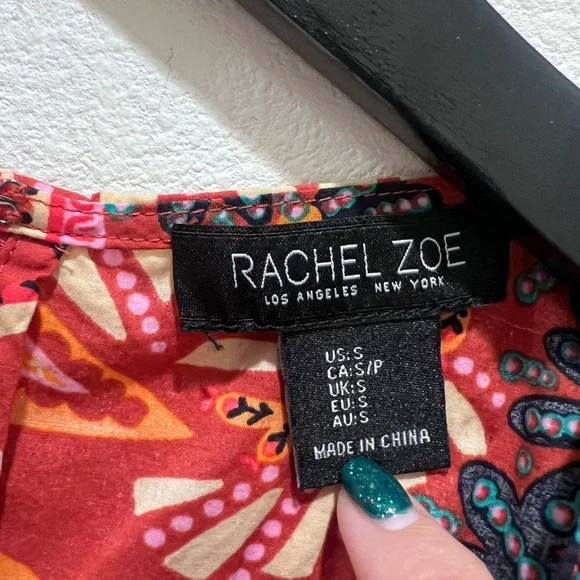 RACHEL ZOE
LOS ANGELES NEW YORK
US:S
CA:S/P
UK:S
EU:S
AU:S
MADE IN CHINA